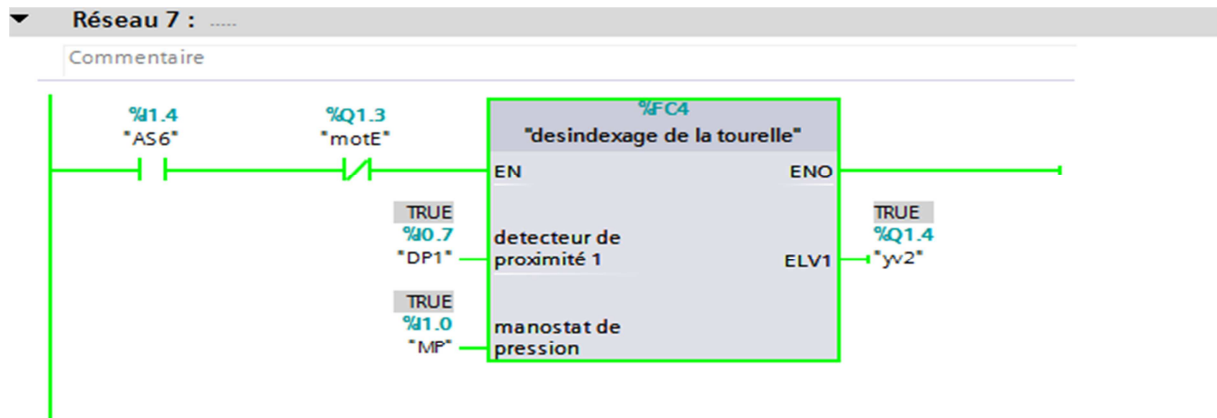 Réseau 7 : .....
Commentaire
%I1.4
"AS6"
%Q1.3
"motE"
%FC4
"desindexage de la tourelle"
EN
ENO
TRUE
%I0.7
"DP1"
detecteur de
proximité 1
ELV1
TRUE
%Q1.4
"yv2"
TRUE
%I1.0
"MP"
manostat de
pression